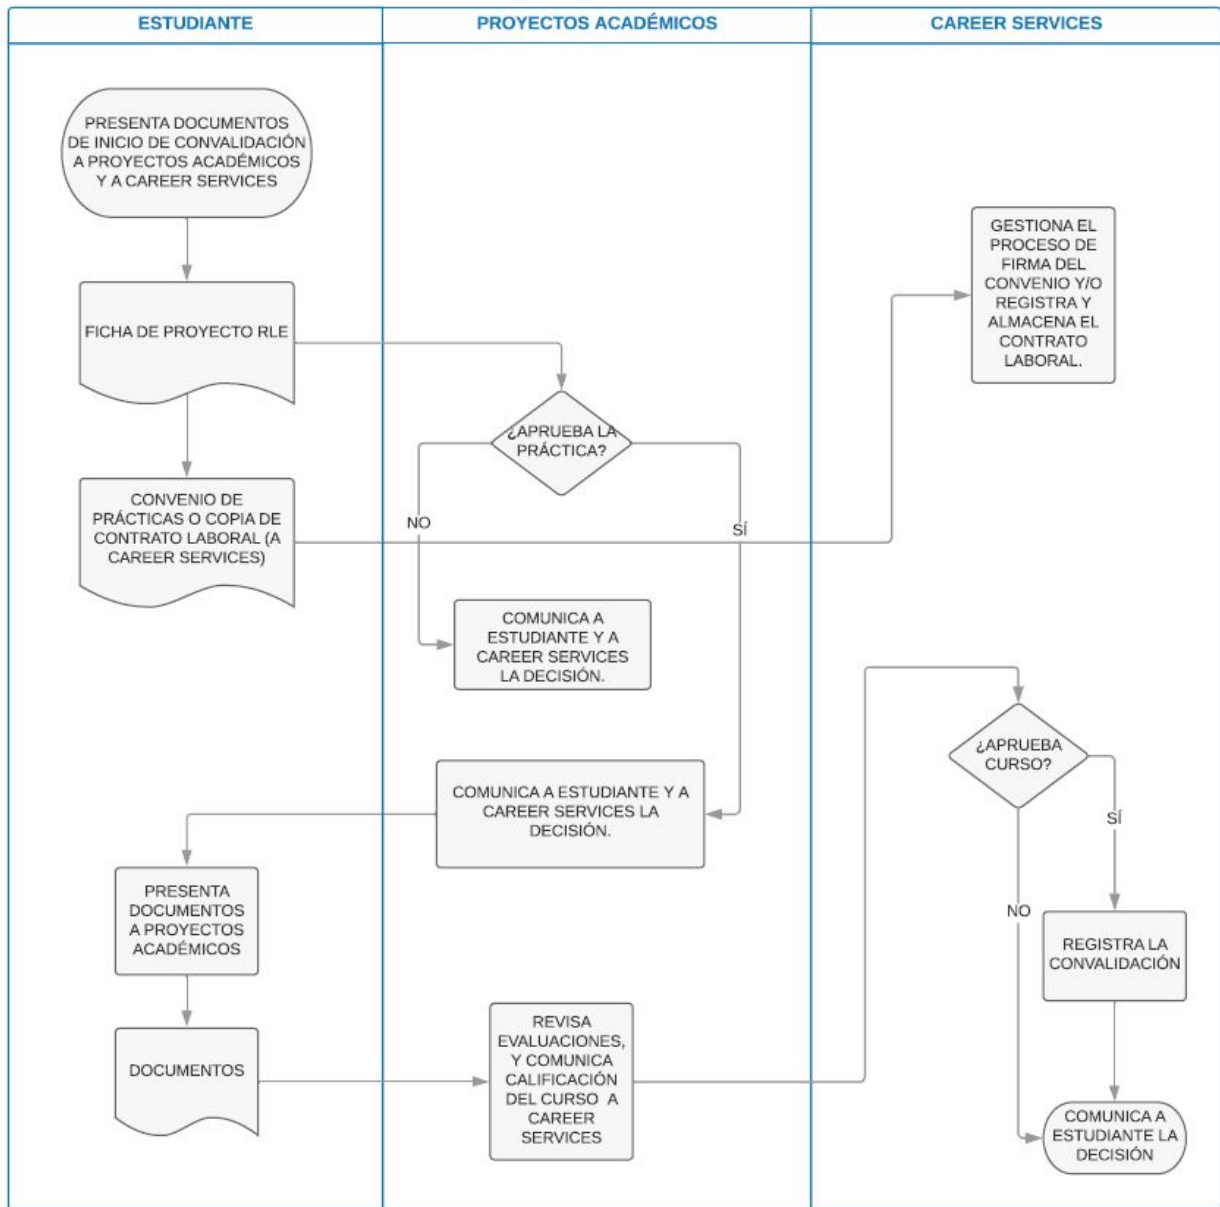 ESTUDIANTE
PROYECTOS ACADÉMICOS
CAREER SERVICES
PRESENTA DOCUMENTOS
DE INICIO DE CONVALIDACIÓN
A PROYECTOS ACADÉMICOS
Y A CAREER SERVICES
GESTIONA EL
PROCESO DE
FIRMA DEL
CONVENIO Y/O
REGISTRA Y
ALMACENA EL
CONTRATO
LABORAL.
FICHA DE PROYECTO RLE
¿APRUEBA LA
PRÁCTICA?
CONVENIO DE
PRÁCTICAS O COPIA DE
CONTRATO LABORAL (A
CAREER SERVICES)
NO
SÍ
COMUNICA A
ESTUDIANTE Y A
CAREER SERVICES
LA DECISIÓN.
¿APRUEBA
CURSO?
COMUNICA A ESTUDIANTE Y A
CAREER SERVICES LA
DECISIÓN.
SÍ
PRESENTA
DOCUMENTOS
A PROYECTOS
ACADÉMICOS
NO
REGISTRA LA
CONVALIDACIÓN
DOCUMENTOS
REVISA
EVALUACIONES,
Y COMUNICA
CALIFICACIÓN
DEL CURSO A
CAREER
SERVICES
COMUNICA A
ESTUDIANTE LA
DECISIÓN